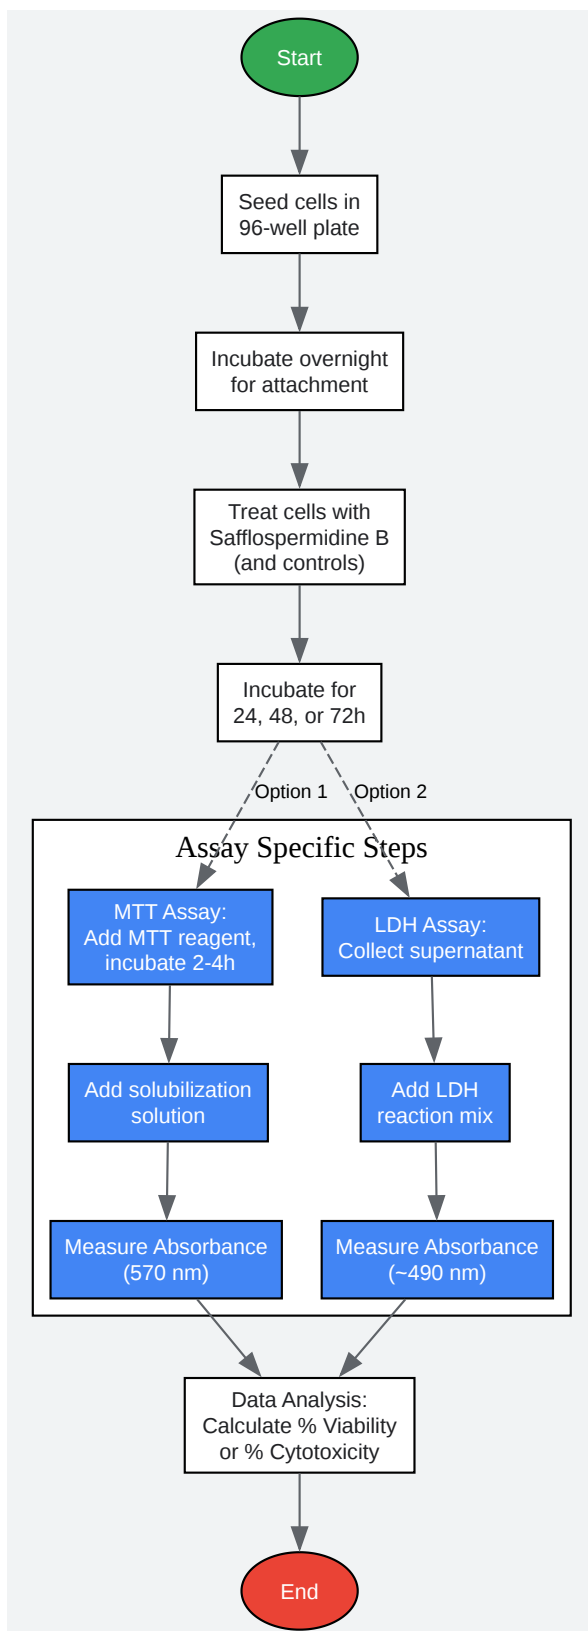 Start
Seed cells in
96-well plate
Incubate overnight
for attachment
Treat cells with
Safflospermidine B
(and controls)
Incubate for
24, 48, or 72h
Option 1
Option 2
Assay Specific Steps
MTT Assay:
Add MTT reagent,
incubate 2-4h
LDH Assay:
Collect supernatant
Add solubilization
solution
Add LDH
reaction mix
Measure Absorbance
(570 nm)
Measure Absorbance
(~490 nm)
Data Analysis:
Calculate % Viability
or % Cytotoxicity
End